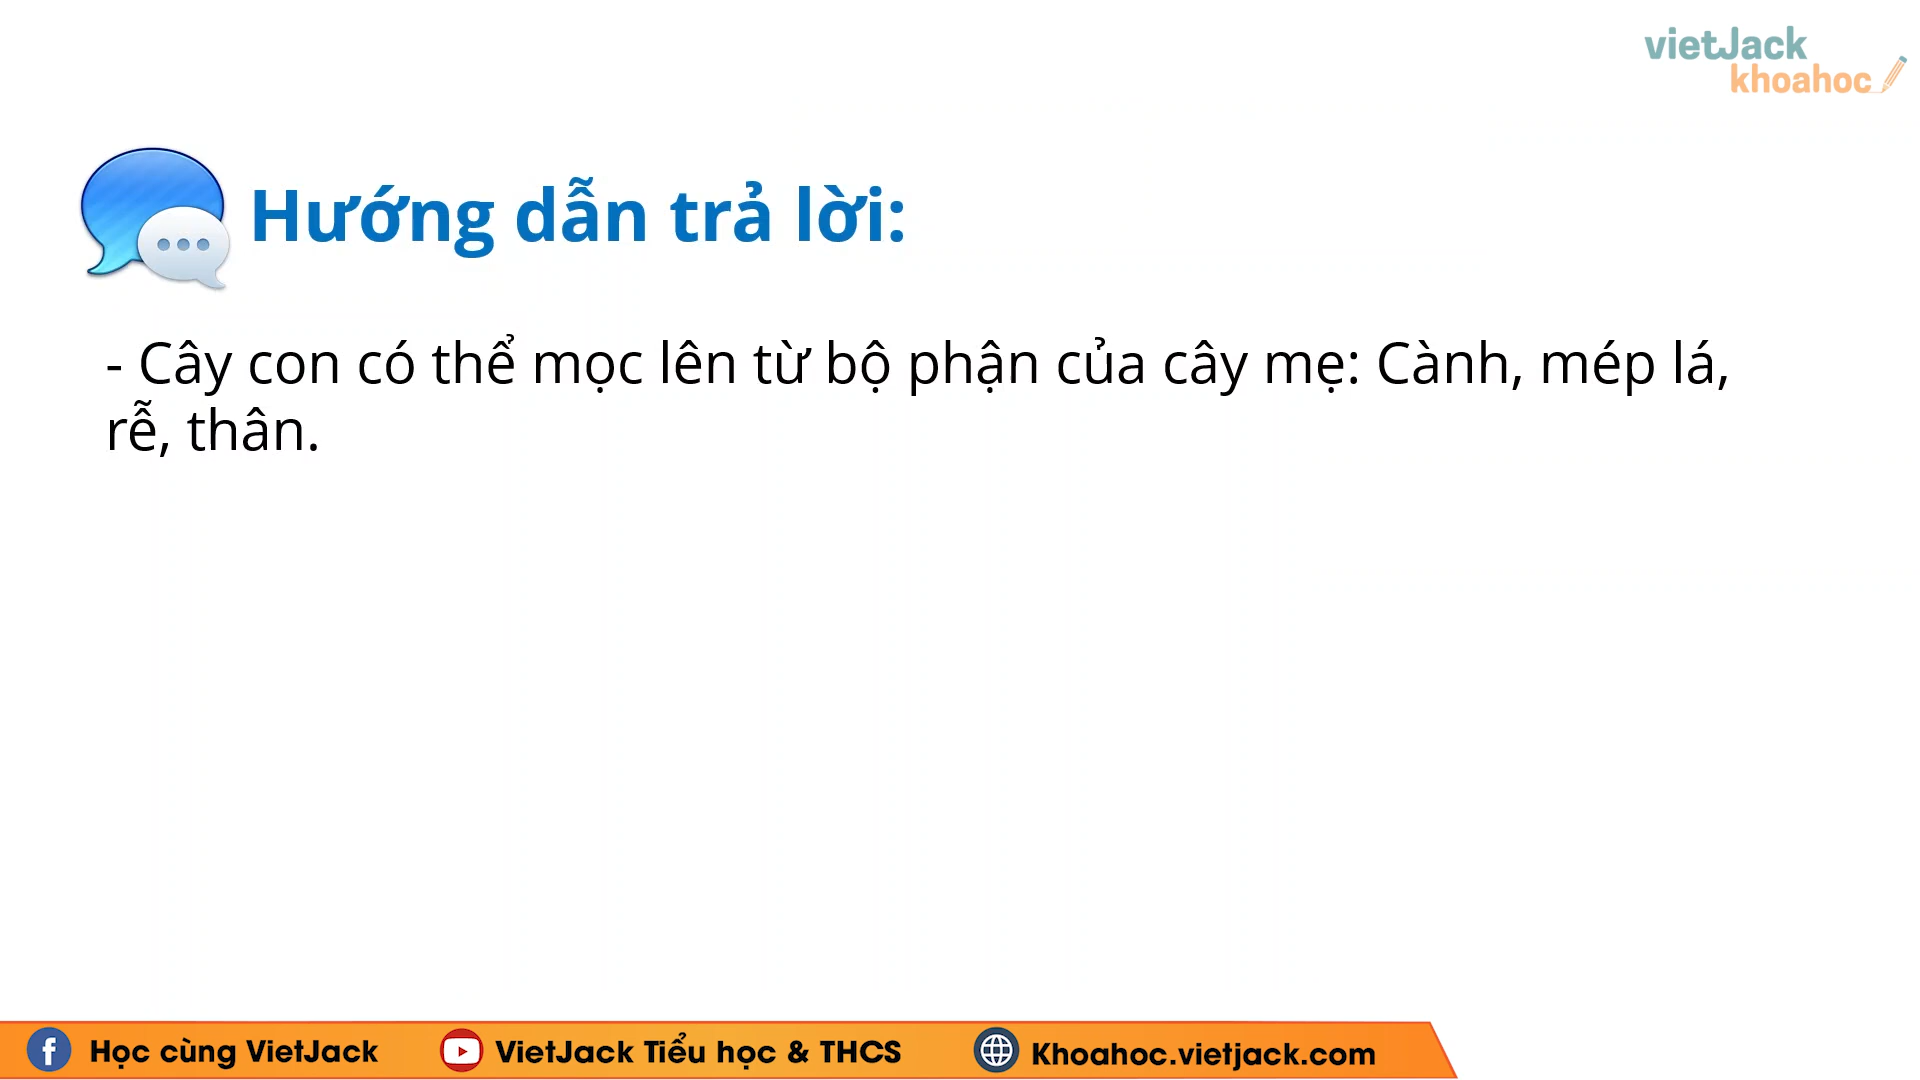 vietJack
khoahoc
Hướng dẫn trả lời:
- Cây con có thể mọc lên từ bộ phận của cây mẹ: Cành, mép lá,
rễ, thân.
Học cùng VietJack
VietJack Tiểu học & THCS
Khoahoc.vietjack.com